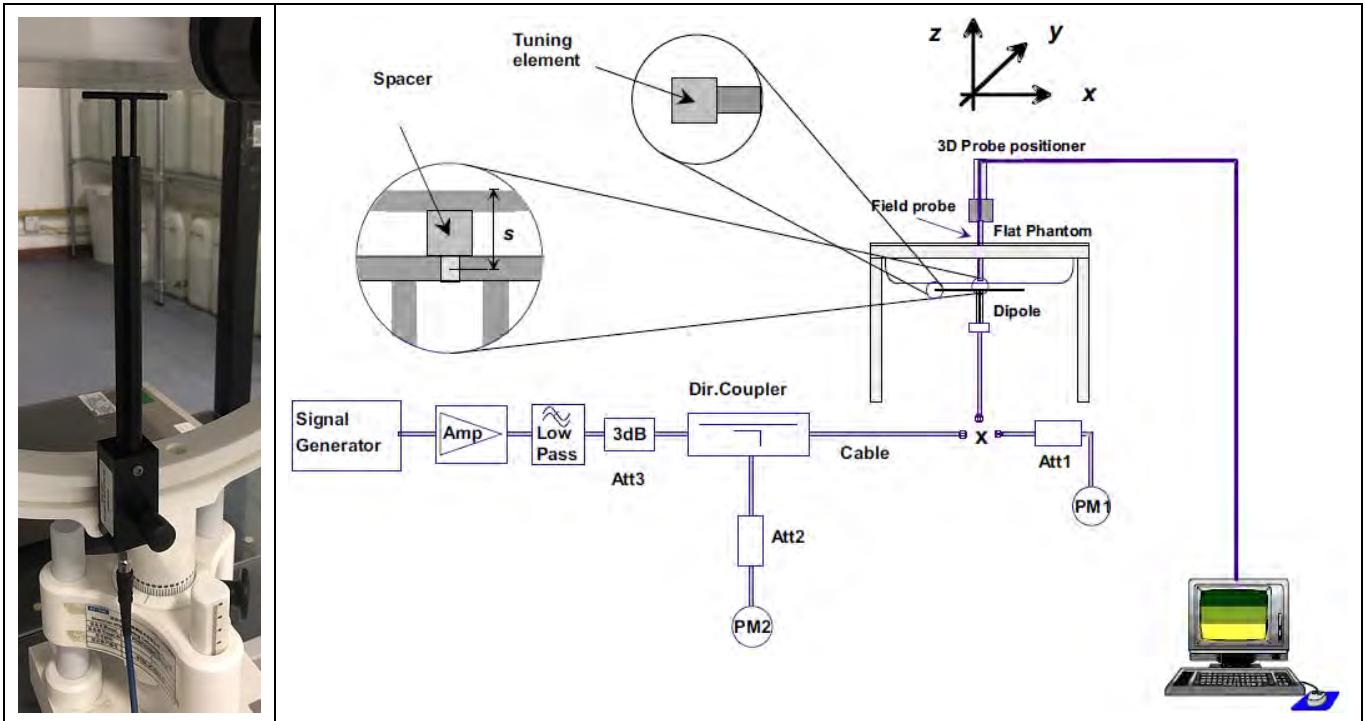 Tuning
element
Spacer
s
z
y
x
3D Probe positioner
Field probe
Flat Phantom
Dipole
Signal
Generator
Amp
Low
Pass
3dB
Att3
Dir.Coupler
Cable
x
Att1
PM1
Att2
PM2